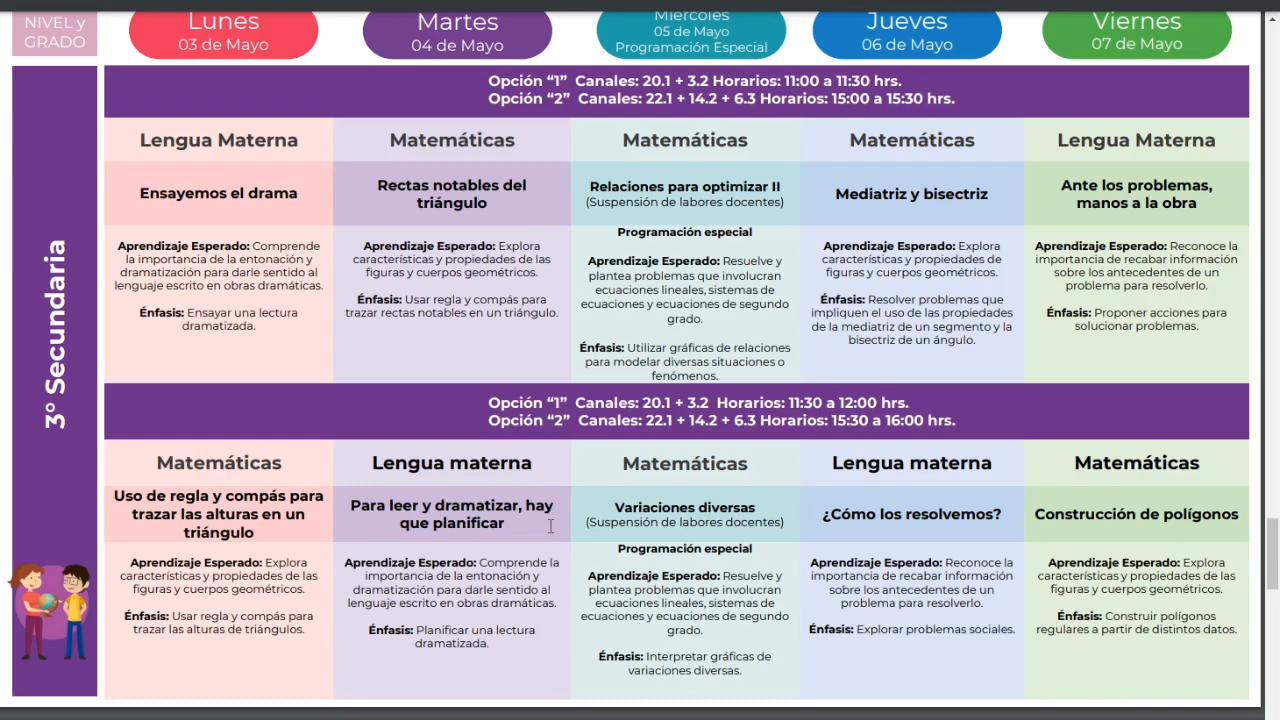 NIVEL y
GRADO
Lunes
03 de Mayo
Martes
04 de Mayo
Miércoles
05 de Mayo
Programación Especial
Jueves
06 de Mayo
Viernes
07 de Mayo
3° Secundaria
Opción “1” Canales: 20.1 + 3.2 Horarios: 11:00 a 11:30 hrs.
Opción “2” Canales: 22.1 + 14.2 + 6.3 Horarios: 15:00 a 15:30 hrs.
Lengua Materna
Ensayemos el drama
Aprendizaje Esperado: Comprende
la importancia de la entonación y
dramatización para darle sentido al
lenguaje escrito en obras dramáticas.
Énfasis: Ensayar una lectura
dramatizada.
Matemáticas
Rectas notables del
triángulo
Aprendizaje Esperado: Explora
características y propiedades de las
figuras y cuerpos geométricos.
Énfasis: Usar regla y compás para
trazar rectas notables en un triángulo.
Matemáticas
Relaciones para optimizar II
(Suspensión de labores docentes)
Programación especial
Aprendizaje Esperado: Resuelve y
plantea problemas que involucran
ecuaciones lineales, sistemas de
ecuaciones y ecuaciones de segundo
grado.
Énfasis: Utilizar gráficas de relaciones
para modelar diversas situaciones o
fenómenos.
Matemáticas
Mediatriz y bisectriz
Aprendizaje Esperado: Explora
características y propiedades de
figuras y cuerpos geométricos.
Énfasis: Resolver problemas que
impliquen el uso de las propiedades
de la mediatriz de un segmento y la
bisectriz de un ángulo.
Lengua Materna
Ante los problemas,
manos a la obra
Aprendizaje Esperado: Reconoce la
importancia de recabar información
sobre los antecedentes de un
problema para resolverlo.
Énfasis: Proponer acciones para
solucionar problemas.
Opción “1” Canales: 20.1 + 3.2 Horarios: 11:30 a 12:00 hrs.
Opción “2” Canales: 22.1 + 14.2 + 6.3 Horarios: 15:30 a 16:00 hrs.
Matemáticas
Uso de regla y compás para
trazar las alturas en un
triángulo
Aprendizaje Esperado: Explora
características y propiedades de las
figuras y cuerpos geométricos.
Énfasis: Usar regla y compás para
trazar las alturas de triángulos.
Lengua materna
Para leer y dramatizar, hay
que planificar
Aprendizaje Esperado: Comprende la
importancia de la entonación y
dramatización para darle sentido al
lenguaje escrito en obras dramáticas.
Énfasis: Planificar una lectura
dramatizada.
Matemáticas
Variaciones diversas
(Suspensión de labores docentes)
Programación especial
Aprendizaje Esperado: Resuelve y
plantea problemas que involucran
ecuaciones lineales, sistemas de
ecuaciones y ecuaciones de segundo
grado.
Énfasis: Interpretar gráficas de
variaciones diversas.
Lengua materna
¿Cómo los resolvemos?
Aprendizaje Esperado: Reconoce la
importancia de recabar información
sobre los antecedentes de un
problema para resolverlo.
Énfasis: Explorar problemas sociales.
Matemáticas
Construcción de polígonos
Aprendizaje Esperado: Explora
características y propiedades de las
figuras y cuerpos geométricos.
Énfasis: Construir polígonos
regulares a partir de distintos datos.